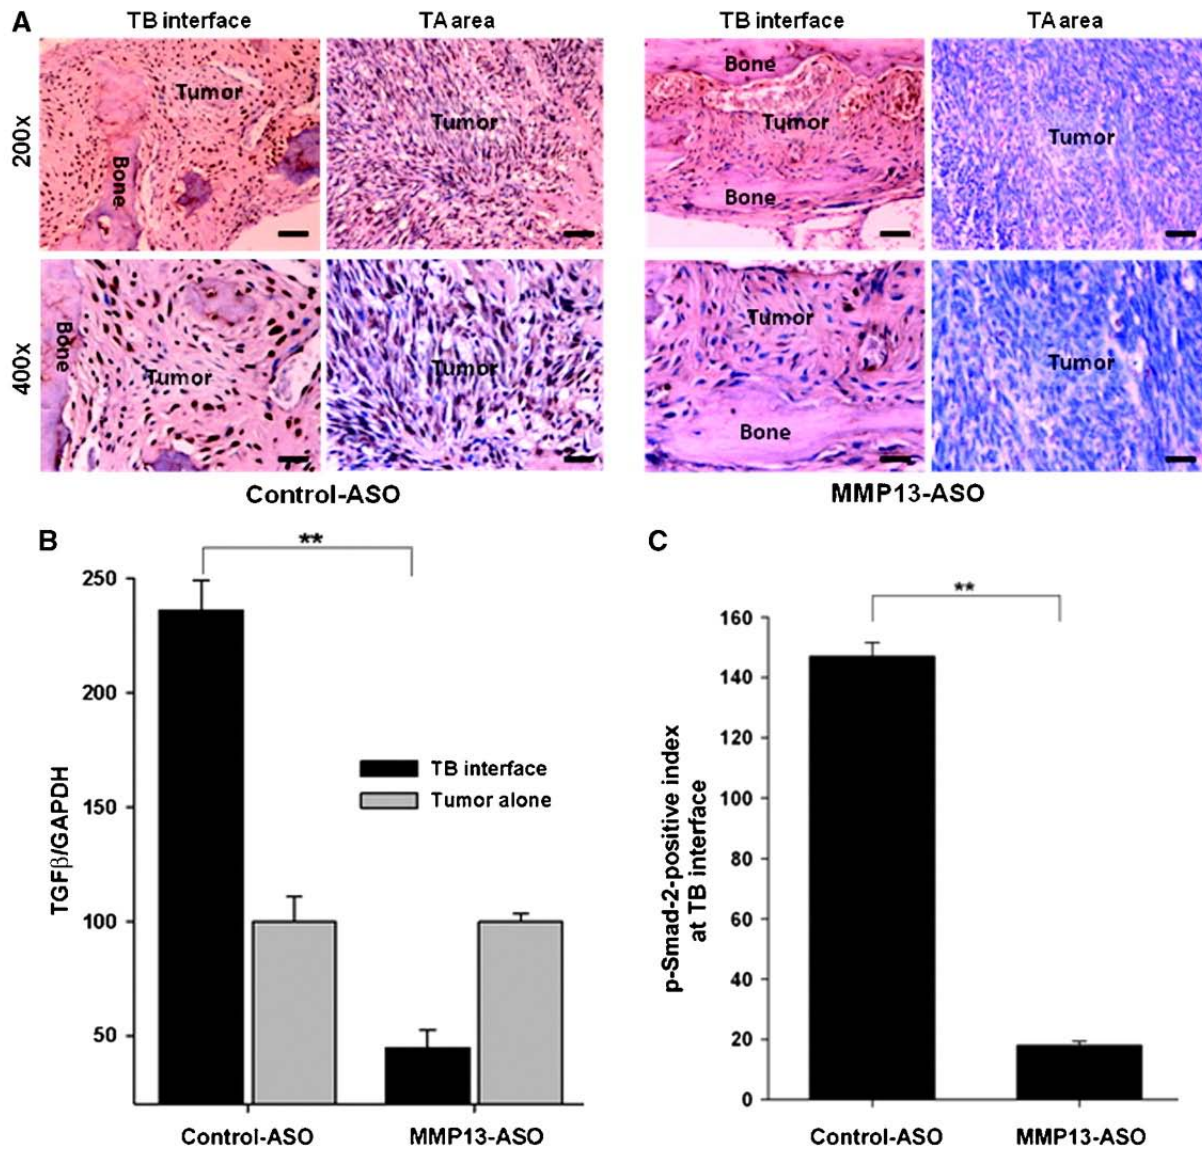 A
TB interface
TA area
TB interface
TA area
200x
Tumor
Bone
Tumor
Bone
Tumor
Bone
Tumor
400x
Bone
Tumor
Tumor
Tumor
Bone
Tumor
Control-ASO
MMP13-ASO
B
**
250
200
150
100
50
TGFβ/GAPDH
TB interface
Tumor alone
Control-ASO
MMP13-ASO
C
**
160
140
120
100
80
60
40
20
0
p-Smad-2-positive index
at TB interface
Control-ASO
MMP13-ASO